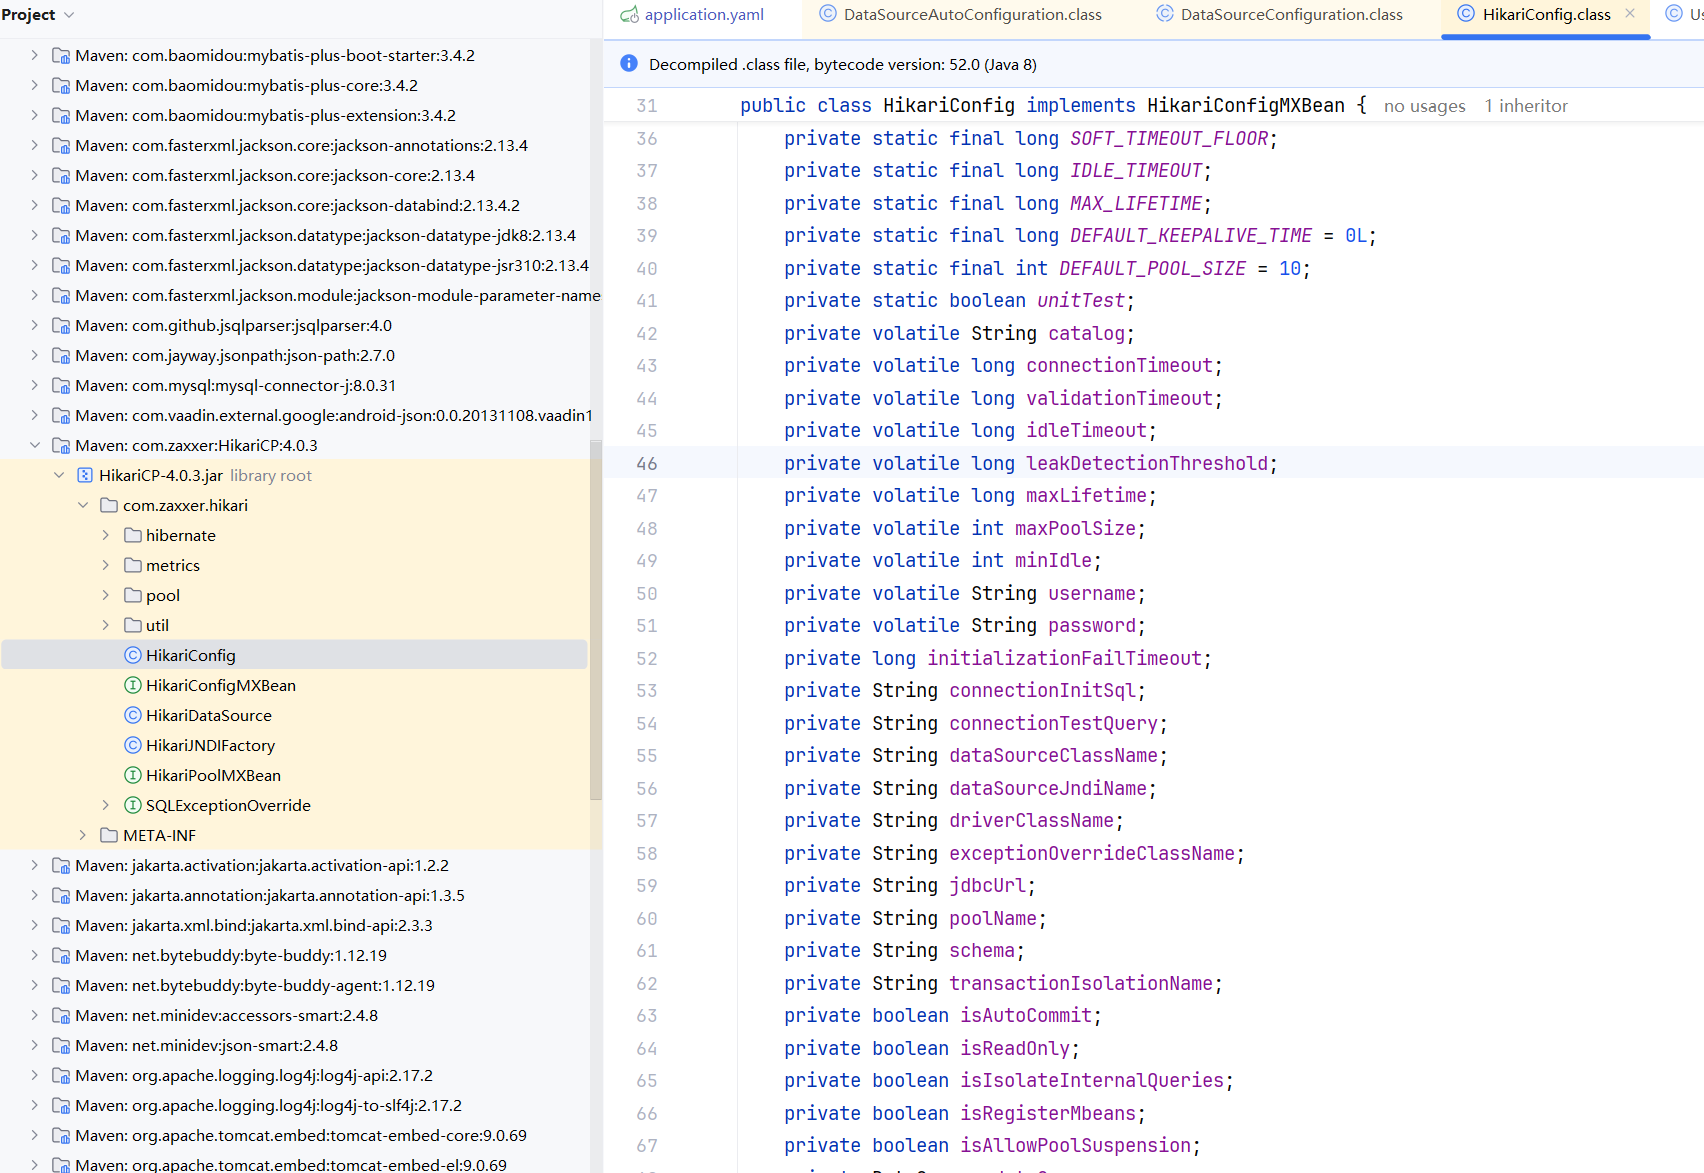 Project
Maven: com.baomidou:mybatis-plus-boot-starter:3.4.2
Maven: com.baomidou:mybatis-plus-core:3.4.2
Maven: com.baomidou:mybatis-plus-extension:3.4.2
Maven: com.fasterxml.jackson.core:jackson-annotations:2.13.4
Maven: com.fasterxml.jackson.core:jackson-core:2.13.4
Maven: com.fasterxml.jackson.core:jackson-databind:2.13.4.2
Maven: com.fasterxml.jackson.datatype:jackson-datatype-jdk8:2.13.4
Maven: com.fasterxml.jackson.datatype:jackson-datatype-jsr310:2.13.4
Maven: com.fasterxml.jackson.module:jackson-module-parameter-name
Maven: com.github.jsqlparser:jsqlparser:4.0
Maven: com.jayway.jsonpath:json-path:2.7.0
Maven: com.mysql:mysql-connector-j:8.0.31
Maven: com.vaadin.external.google:android-json:0.0.20131108.vaadin1
Maven: com.zaxxer:HikariCP:4.0.3
HikariCP-4.0.3.jar library root
com.zaxxer.hikari
hibernate
metrics
pool
util
HikariConfig
HikariConfigMXBean
HikariDataSource
HikariJNDIFactory
HikariPoolMXBean
SQLExceptionOverride
META-INF
Maven: jakarta.activation:jakarta.activation-api:1.2.2
Maven: jakarta.annotation:jakarta.annotation-api:1.3.5
Maven: jakarta.xml.bind:jakarta.xml.bind-api:2.3.3
Maven: net.bytebuddy:byte-buddy:1.12.19
Maven: net.bytebuddy:byte-buddy-agent:1.12.19
Maven: net.minidev:accessors-smart:2.4.8
Maven: net.minidev:json-smart:2.4.8
Maven: org.apache.logging.log4j:log4j-api:2.17.2
Maven: org.apache.logging.log4j:log4j-to-slf4j:2.17.2
Maven: org.apache.tomcat.embed:tomcat-embed-core:9.0.69
Maven: org.apache.tomcat.embed:tomcat-embed-el:9.0.69
application.yaml DataSourceAutoConfiguration.class DataSourceConfiguration.class HikariConfig.class
Decompiled .class file, bytecode version: 52.0 (Java 8)
31 public class HikariConfig implements HikariConfigMXBean { no usages 1 inheritor
36 private static final long SOFT_TIMEOUT_FLOOR;
37 private static final long IDLE_TIMEOUT;
38 private static final long MAX_LIFETIME;
39 private static final long DEFAULT_KEEPALIVE_TIME = 0L;
40 private static final int DEFAULT_POOL_SIZE = 10;
41 private static boolean unitTest;
42 private volatile String catalog;
43 private volatile long connectionTimeout;
44 private volatile long validationTimeout;
45 private volatile long idleTimeout;
46 private volatile long leakDetectionThreshold;
47 private volatile long maxLifetime;
48 private volatile int maxPoolSize;
49 private volatile int minIdle;
50 private volatile String username;
51 private volatile String password;
52 private long initializationFailTimeout;
53 private String connectionInitSql;
54 private String connectionTestQuery;
55 private String dataSourceClassName;
56 private String dataSourceJndiName;
57 private String driverClassName;
58 private String exceptionOverrideClassName;
59 private String jdbcUrl;
60 private String poolName;
61 private String schema;
62 private String transactionIsolationName;
63 private boolean isAutoCommit;
64 private boolean isReadOnly;
65 private boolean isIsolateInternalQueries;
66 private boolean isRegisterMbeans;
67 private boolean isAllowPoolSuspension;